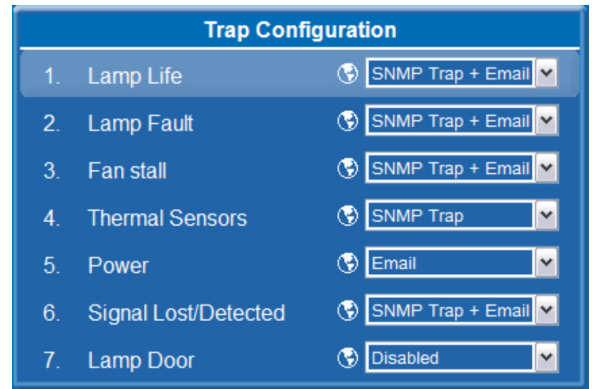 Trap Configuration
1. Lamp Life SNMP Trap + Email
2. Lamp Fault SNMP Trap + Email
3. Fan stall SNMP Trap + Email
4. Thermal Sensors SNMP Trap
5. Power Email
6. Signal Lost/Detected SNMP Trap + Email
7. Lamp Door Disabled